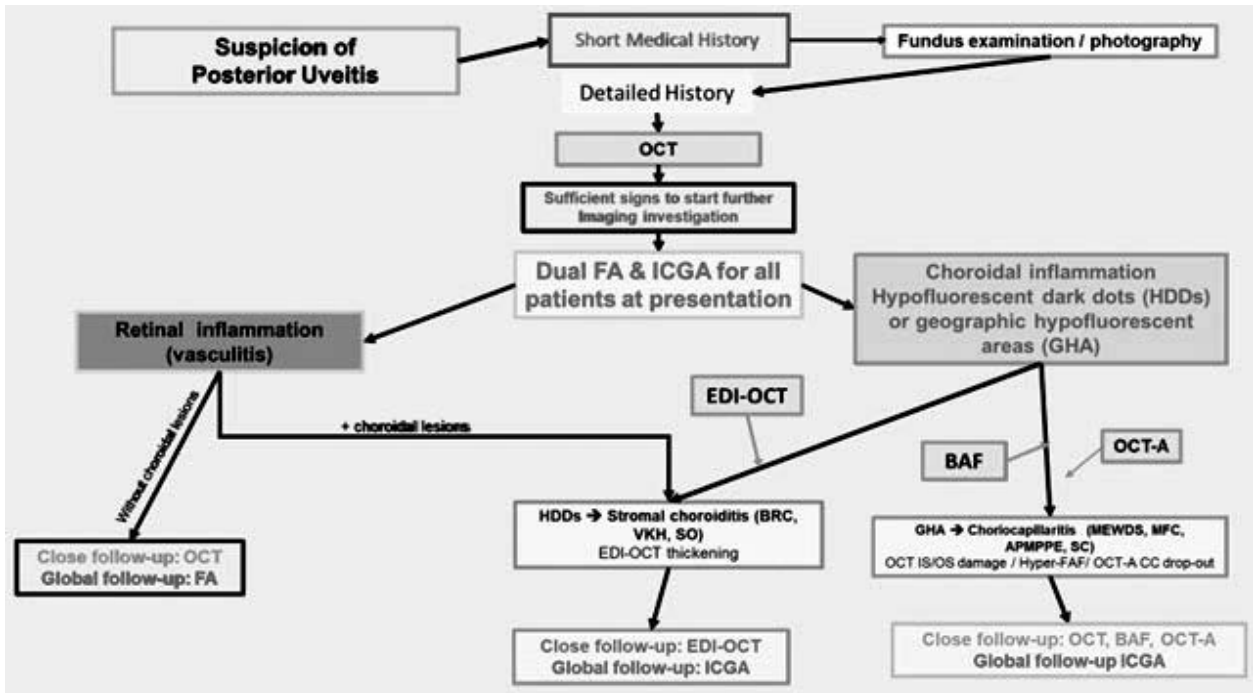 Suspicion of
Posterior Uveitis
Short Medical History
Fundus examination / photography
Detailed History
OCT
Sufficient signs to start further
Imaging investigation
Dual FA & ICGA for all
patients at presentation
Choroidal inflammation
Hypofluorescent dark dots (HDDs)
or geographic hypofluorescent
areas (GHA)
Retinal inflammation
(vasculitis)
EDI-OCT
Without choroidal lesions
+ choroidal lesions
BAF
OCT-A
HDDs → Stromal choroiditis (BRC,
VKH, SO)
EDI-OCT thickening
GHA → Choriocapillaritis (MEWDS, MFC,
APMPPE, SC)
OCT IS/OS damage / Hyper-FAF/ OCT-A CC drop-out
Close follow-up: OCT
Global follow-up: FA
Close follow-up: EDI-OCT
Global follow-up: ICGA
Close follow-up: OCT, BAF, OCT-A
Global follow-up ICGA